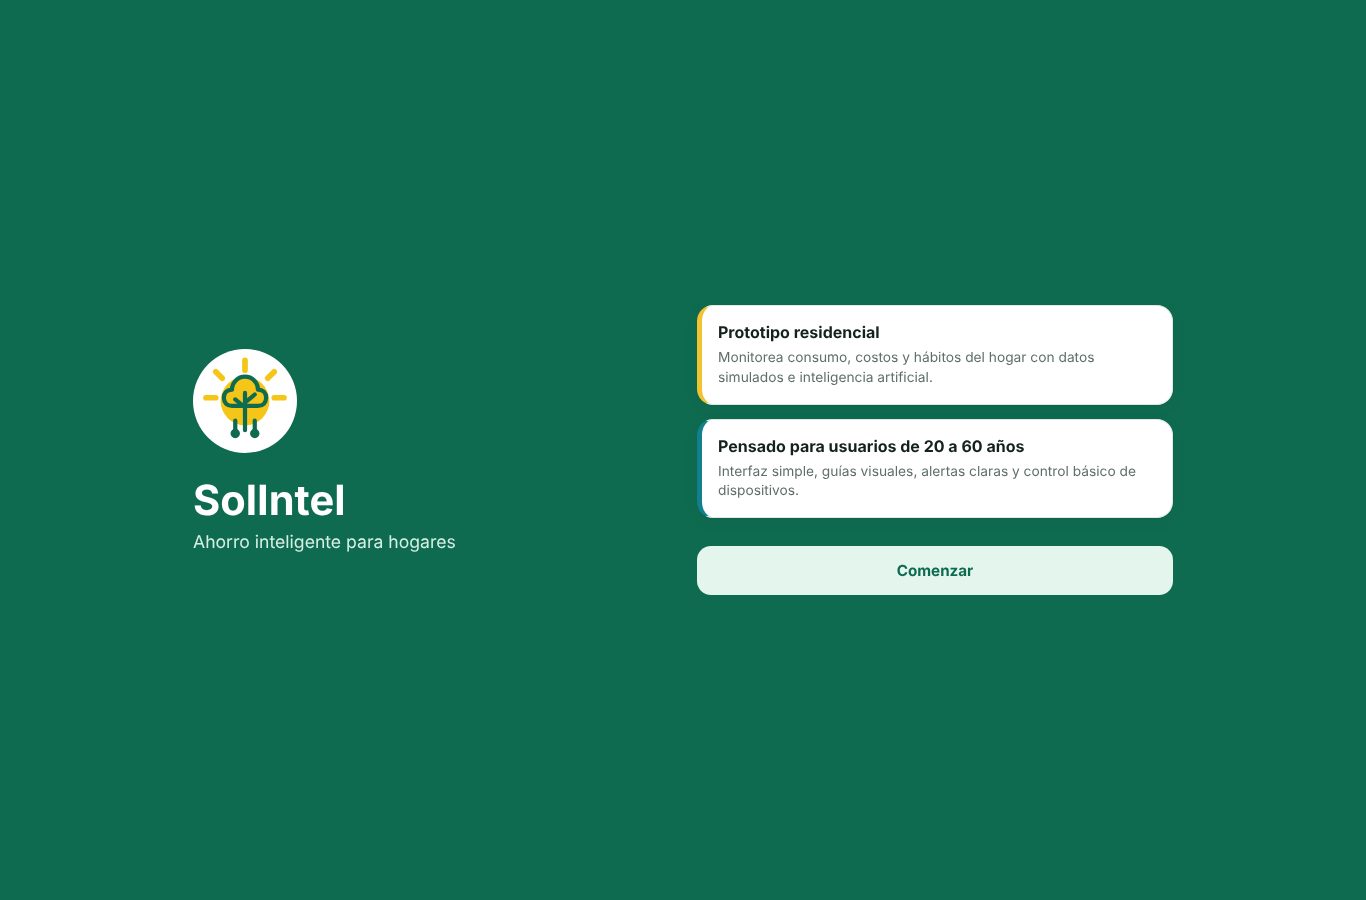 SolIntel
Ahorro inteligente para hogares
Prototipo residencial
Monitorea consumo, costos y hábitos del hogar con datos
simulados e inteligencia artificial.
Pensado para usuarios de 20 a 60 años
Interfaz simple, guías visuales, alertas claras y control básico de
dispositivos.
Comenzar